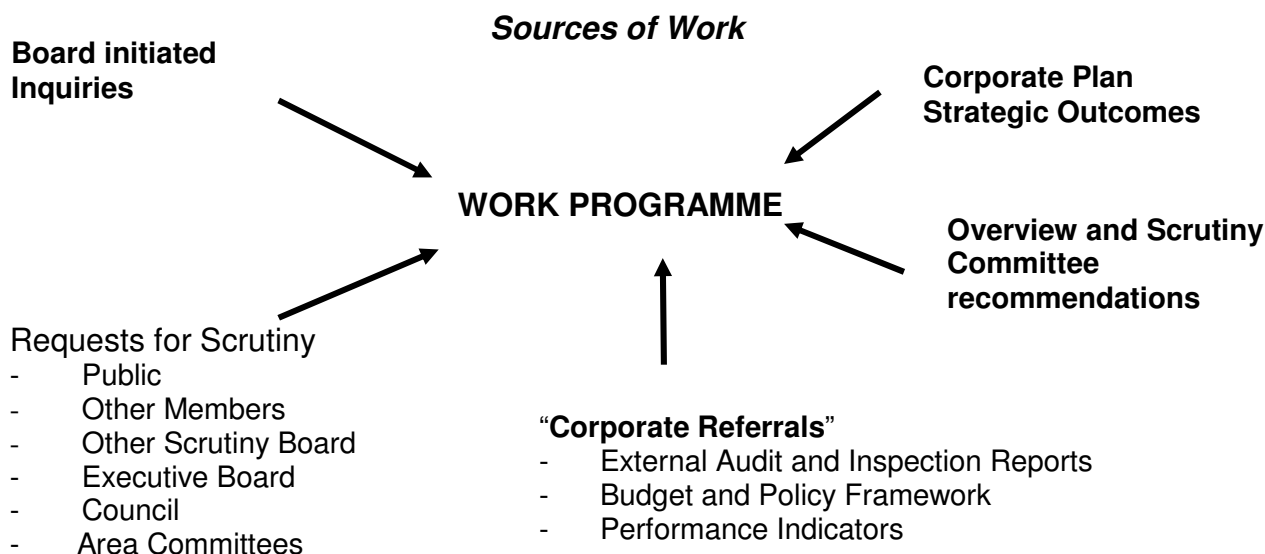 Sources of Work
Board initiated
Inquiries
Corporate Plan
Strategic Outcomes
WORK PROGRAMME
Overview and Scrutiny
Committee
recommendations
Requests for Scrutiny
- Public
- Other Members
- Other Scrutiny Board
- Executive Board
- Council
- Area Committees
“Corporate Referrals”
- External Audit and Inspection Reports
- Budget and Policy Framework
- Performance Indicators